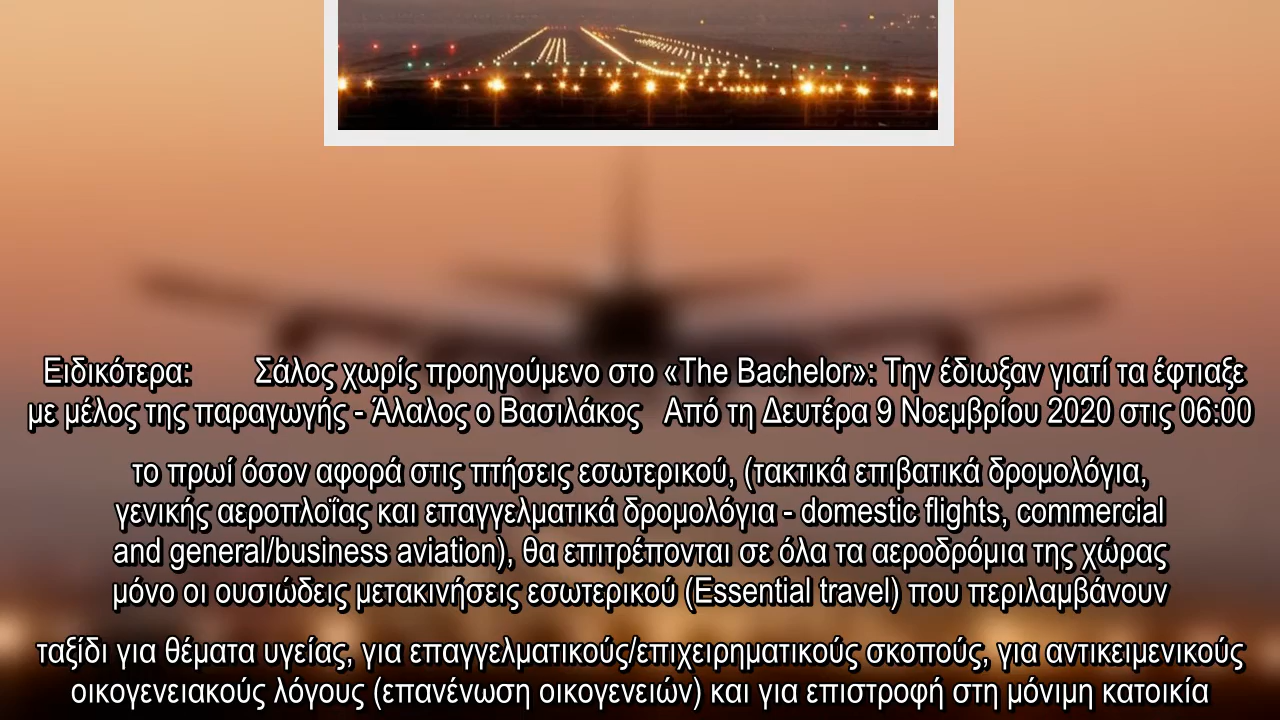 Ειδικότερα: Σάλος χωρίς προηγούμενο στο «The Bachelor»: Την έδιωξαν γιατί τα έφτιαξε
με μέλος της παραγωγής - Άλαλος ο Βασιλάκος Από τη Δευτέρα 9 Νοεμβρίου 2020 στις 06:00
το πρωί όσον αφορά στις πτήσεις εσωτερικού, (τακτικά επιβατικά δρομολόγια,
γενικής αεροπλοΐας και επαγγελματικά δρομολόγια - domestic flights, commercial
and general/business aviation), θα επιτρέπονται σε όλα τα αεροδρόμια της χώρας
μόνο οι ουσιώδεις μετακινήσεις εσωτερικού (Essential travel) που περιλαμβάνουν
ταξίδι για θέματα υγείας, για επαγγελματικούς/επιχειρηματικούς σκοπούς, για αντικειμενικούς
οικογενειακούς λόγους (επανένωση οικογενειών) και για επιστροφή στη μόνιμη κατοικία